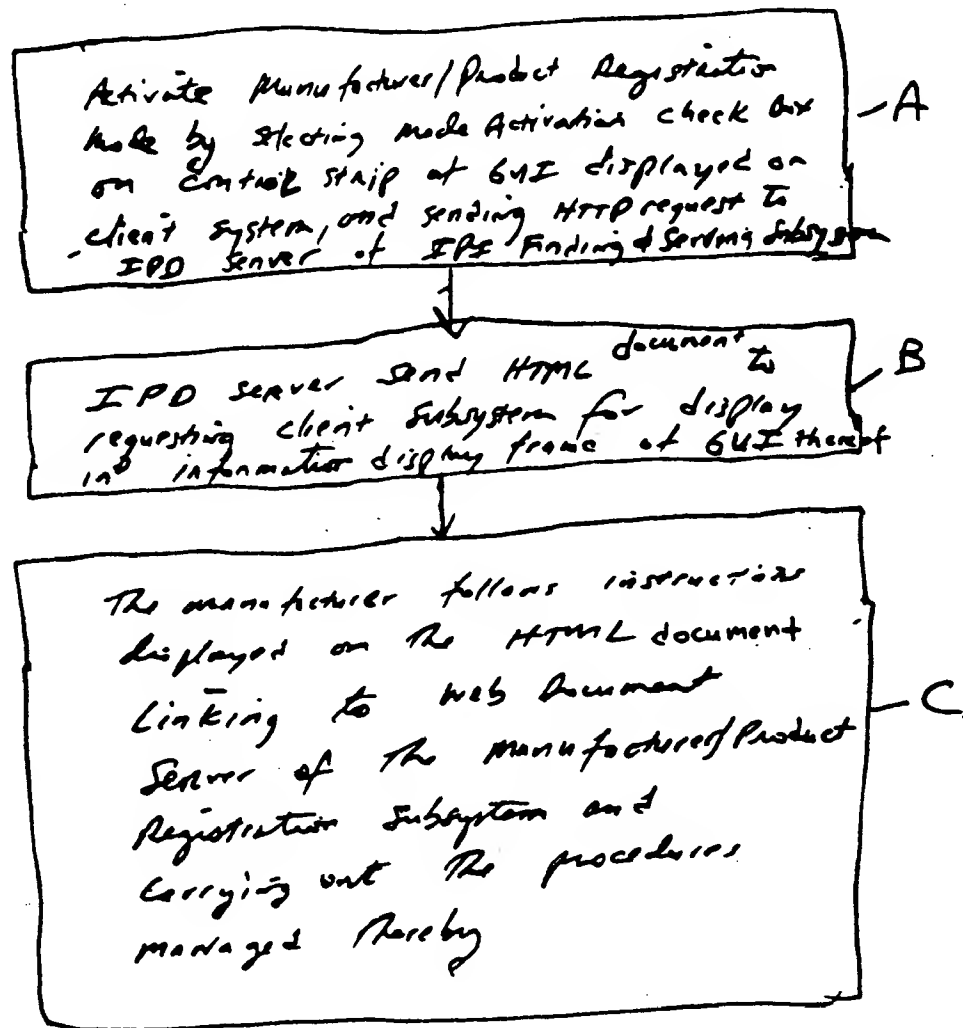 Activate Manufacturer/Product Registration
Mode by selecting mode Activation check box
on control strip of GUI displayed on
client system, and sending HTTP request to
IPD Server of IPI Finding & Serving Subsystem
A
IPD Server send HTML document to
requesting client Subsystem for display
in information display frame of GUI thereof
B
The manufacturer follows instructions
displayed on the HTML document
Linking to Web Document
Server of The Manufacturer/Product
Registration Subsystem and
Carrying out The procedures
managed Thereby
C